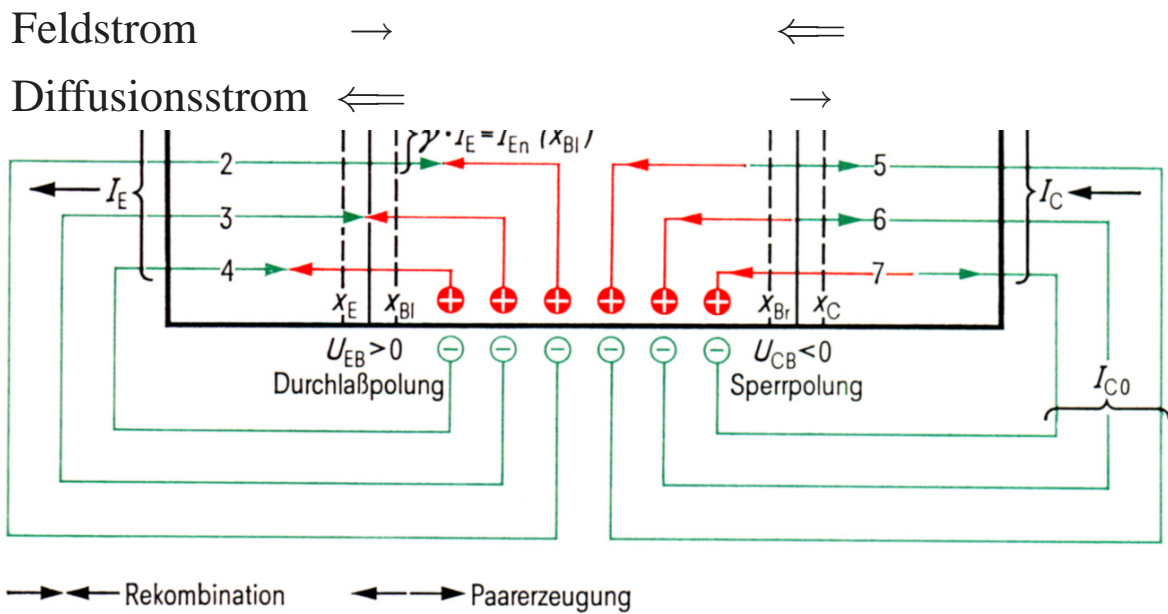 Feldstrom → ⇐
Diffusionsstrom ⇐ →
γ · I_E = I_En (x_Bl)
2 5
I_E I_C
3 6
4 7
x_E x_Bl x_Br x_C
U_EB > 0 U_CB < 0
Durchlaßpolung Sperrpolung
I_C0
Rekombination Paarerzeugung